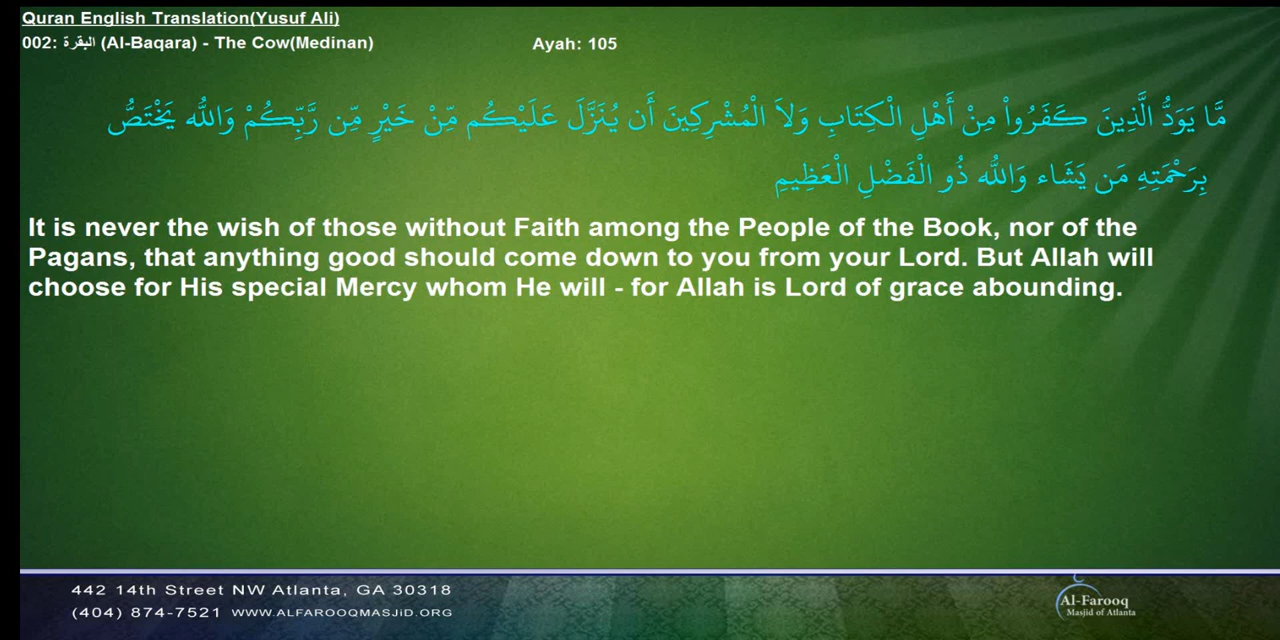 Quran English Translation(Yusuf Ali)
002: البقرة (Al-Baqara) - The Cow(Medinan) Ayah: 105
مَّا يَوَدُّ الَّذِينَ كَفَرُواْ مِنْ أَهْلِ الْكِتَابِ وَلاَ الْمُشْرِكِينَ أَن يُنَزَّلَ عَلَيْكُم مِّنْ خَيْرٍ مِّن رَّبِّكُمْ وَاللّهُ يَخْتَصُّ
بِرَحْمَتِهِ مَن يَشَاء وَاللّهُ ذُو الْفَضْلِ الْعَظِيمِ
It is never the wish of those without Faith among the People of the Book, nor of the
Pagans, that anything good should come down to you from your Lord. But Allah will
choose for His special Mercy whom He will - for Allah is Lord of grace abounding.
442 14th Street NW Atlanta, GA 30318
(404) 874-7521 WWW.ALFAROOQMASJiD.ORG
Al-Farooq
Masjid of Atlanta